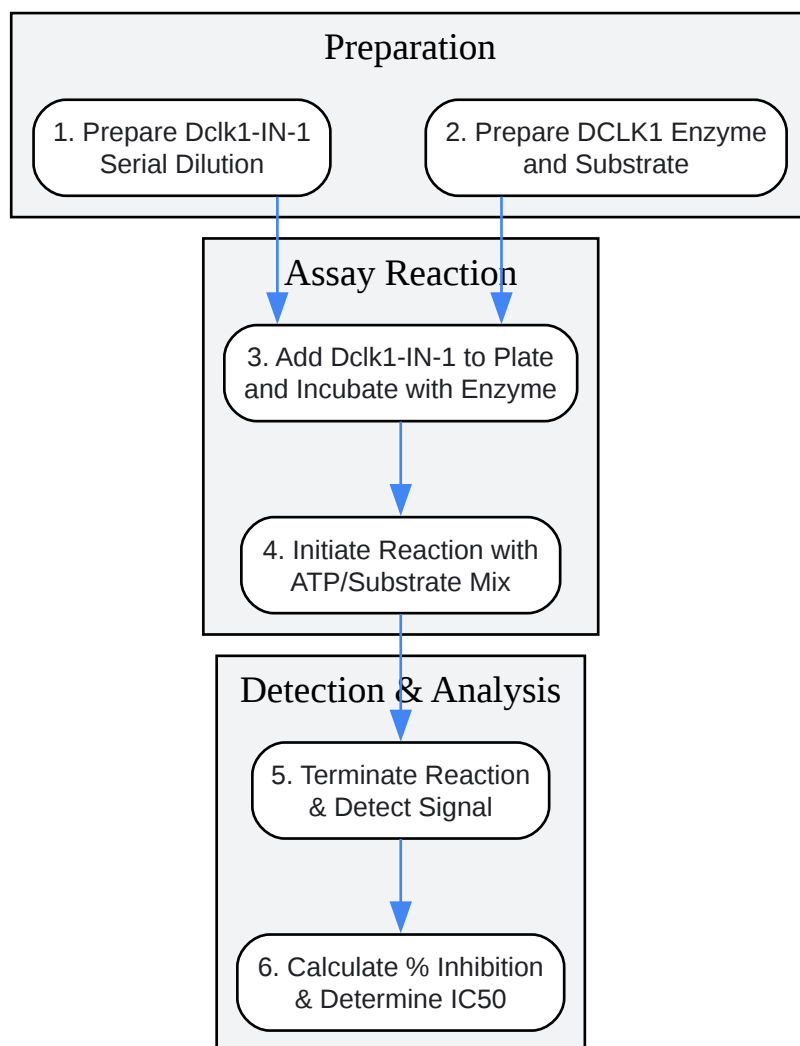 Preparation
1. Prepare Dclk1-IN-1
Serial Dilution
2. Prepare DCLK1 Enzyme
and Substrate
Assay Reaction
3. Add Dclk1-IN-1 to Plate
and Incubate with Enzyme
4. Initiate Reaction with
ATP/Substrate Mix
Detection & Analysis
5. Terminate Reaction
& Detect Signal
6. Calculate % Inhibition
& Determine IC50